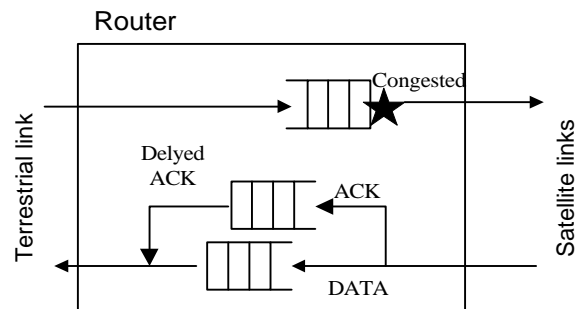 Router
Congested
Terrestrial link
Delyed
ACK
ACK
DATA
Satellite links